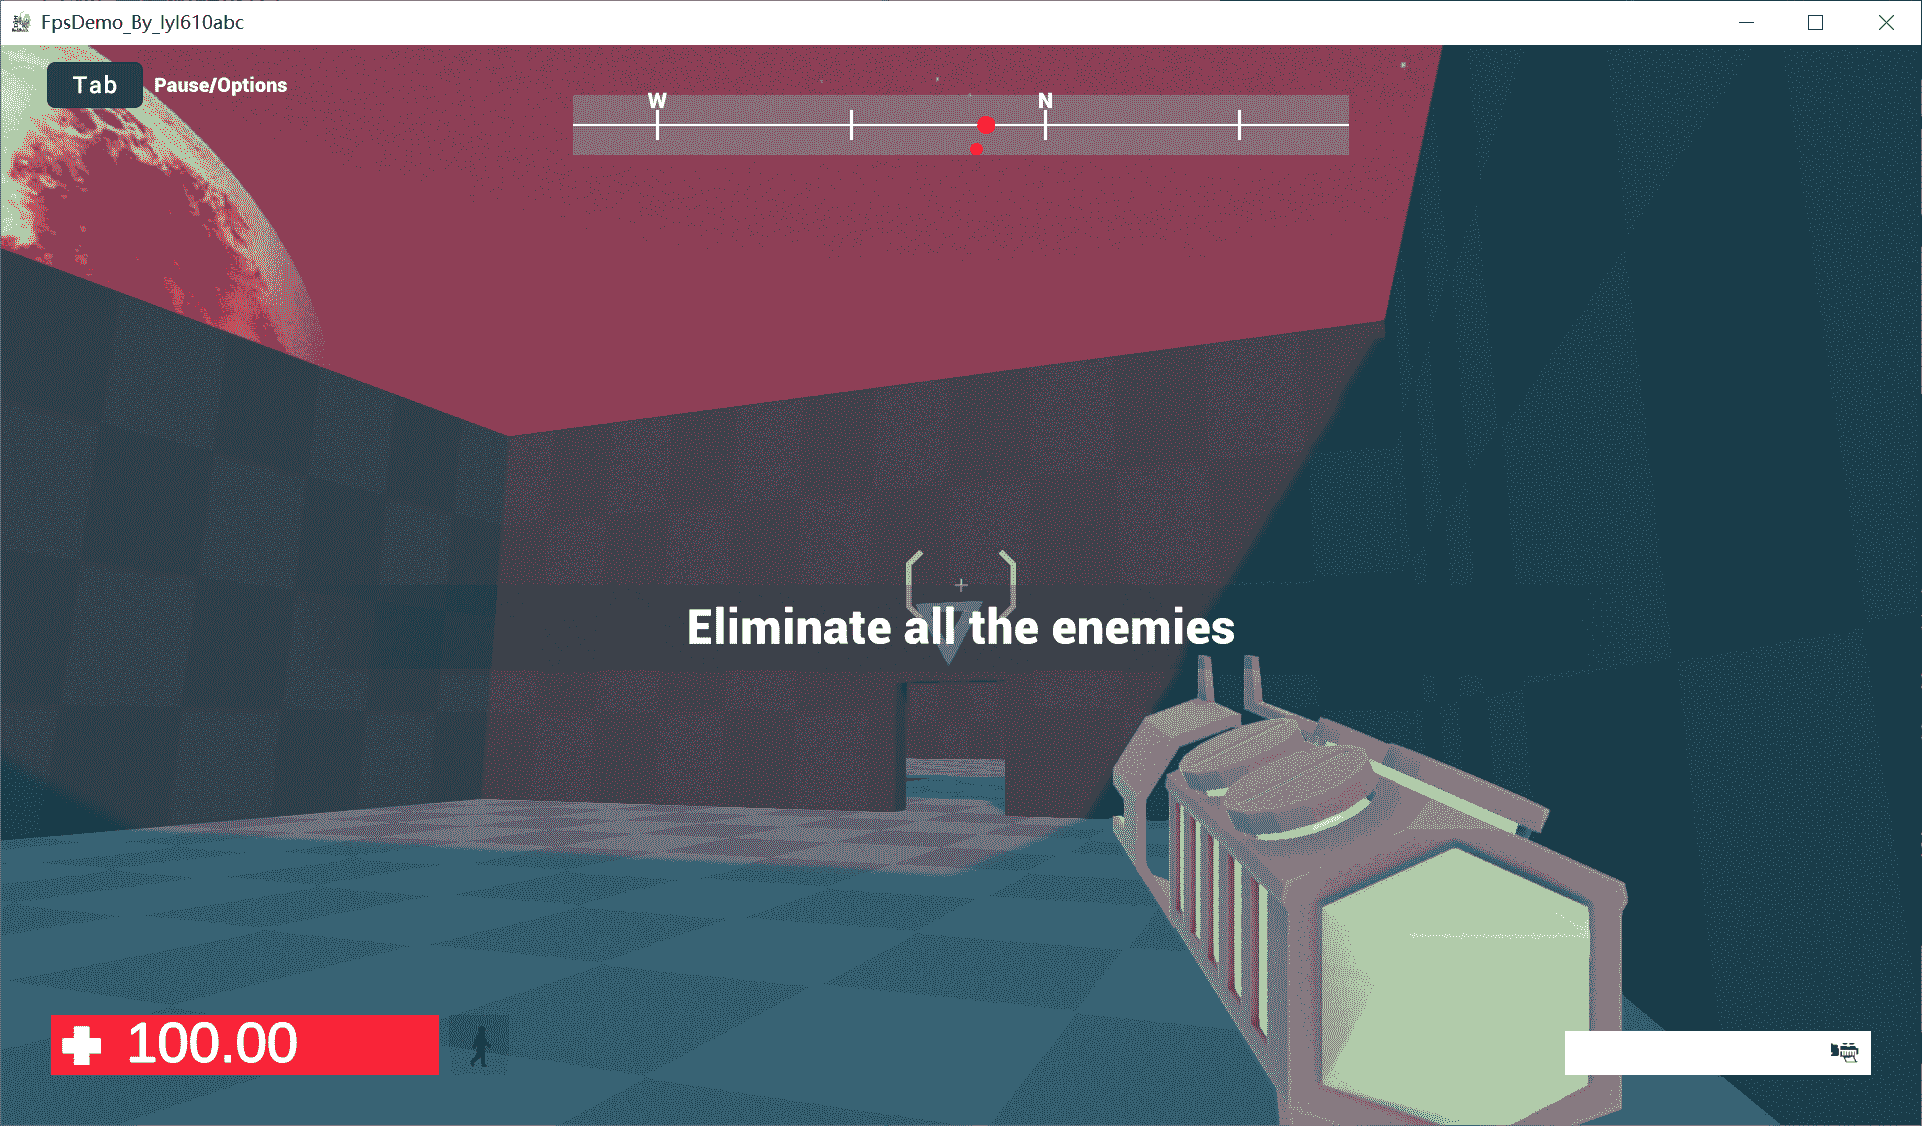 FpsDemo_By_lyl610abc
Tab Pause/Options
W N
Eliminate all the enemies
100.00